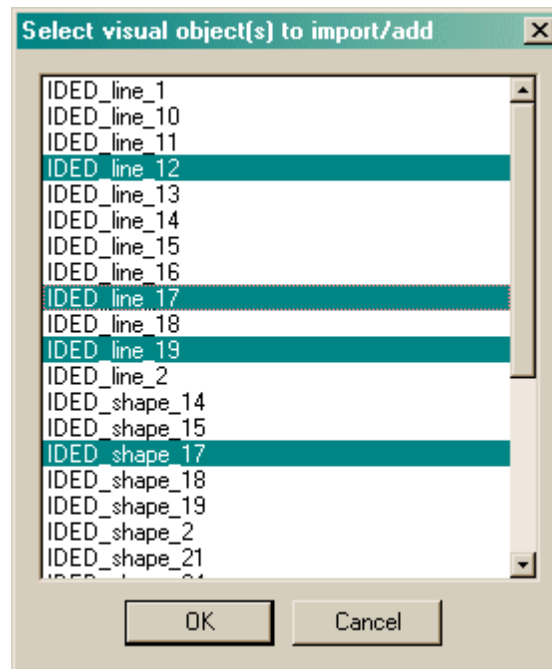 Select visual object(s) to import/add
IDED_line_1
IDED_line_10
IDED_line_11
IDED_line_12
IDED_line_13
IDED_line_14
IDED_line_15
IDED_line_16
IDED_line_17
IDED_line_18
IDED_line_19
IDED_line_2
IDED_shape_14
IDED_shape_15
IDED_shape_17
IDED_shape_18
IDED_shape_19
IDED_shape_2
IDED_shape_21
OK Cancel